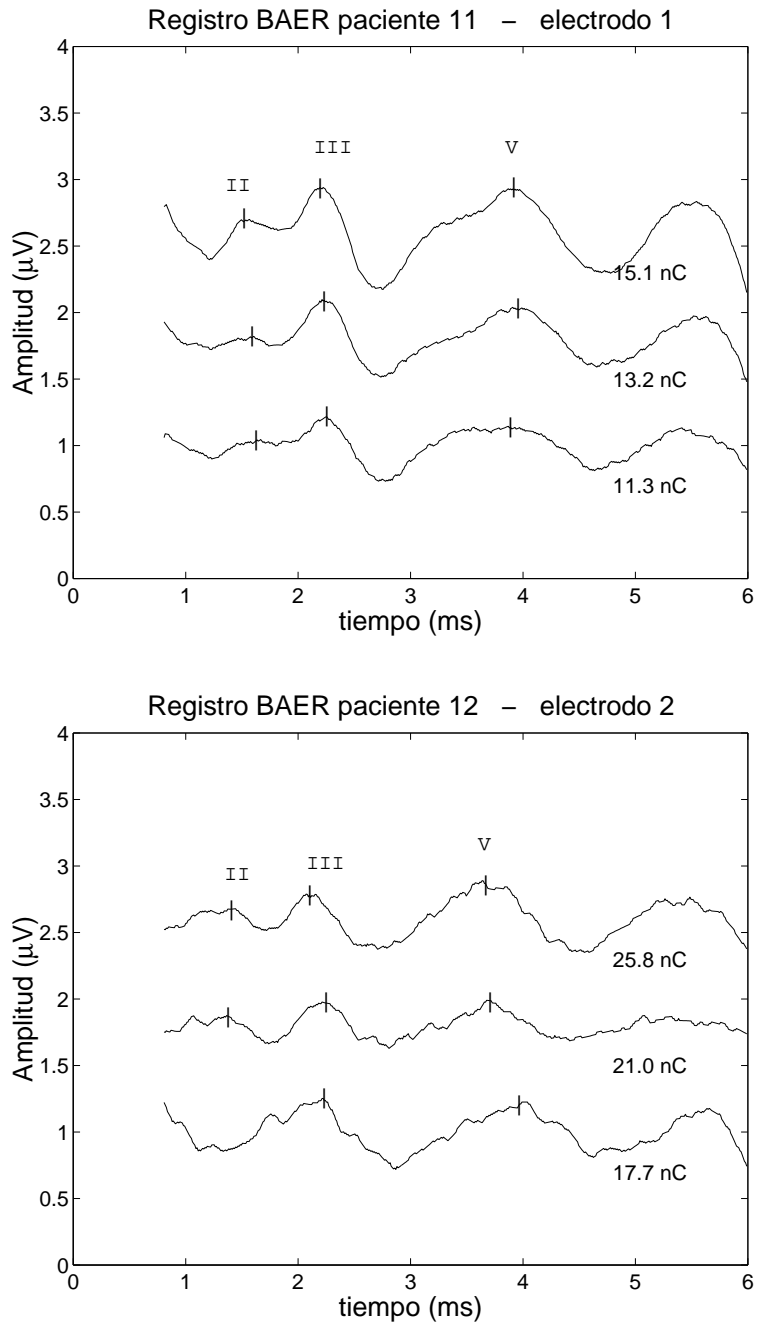 Registro BAER paciente 11 – electrodo 1
4
3.5
3
2.5
2
1.5
1
0.5
0
Amplitud (μV)
II
III
V
15.1 nC
13.2 nC
11.3 nC
0 1 2 3 4 5 6
tiempo (ms)
Registro BAER paciente 12 – electrodo 2
4
3.5
3
2.5
2
1.5
1
0.5
0
Amplitud (μV)
II
III
V
25.8 nC
21.0 nC
17.7 nC
0 1 2 3 4 5 6
tiempo (ms)